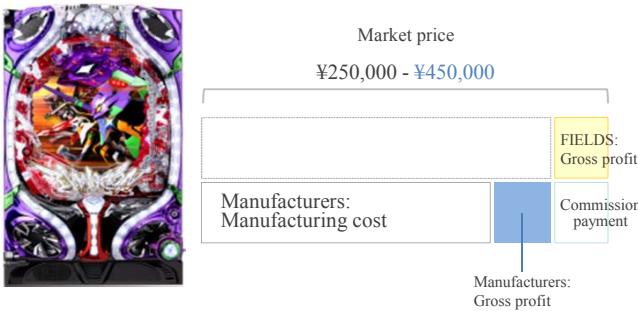 Market price
¥250,000 - ¥450,000
FIELDS:
Gross profit
Manufacturers:
Manufacturing cost
Commission
payment
Manufacturers:
Gross profit